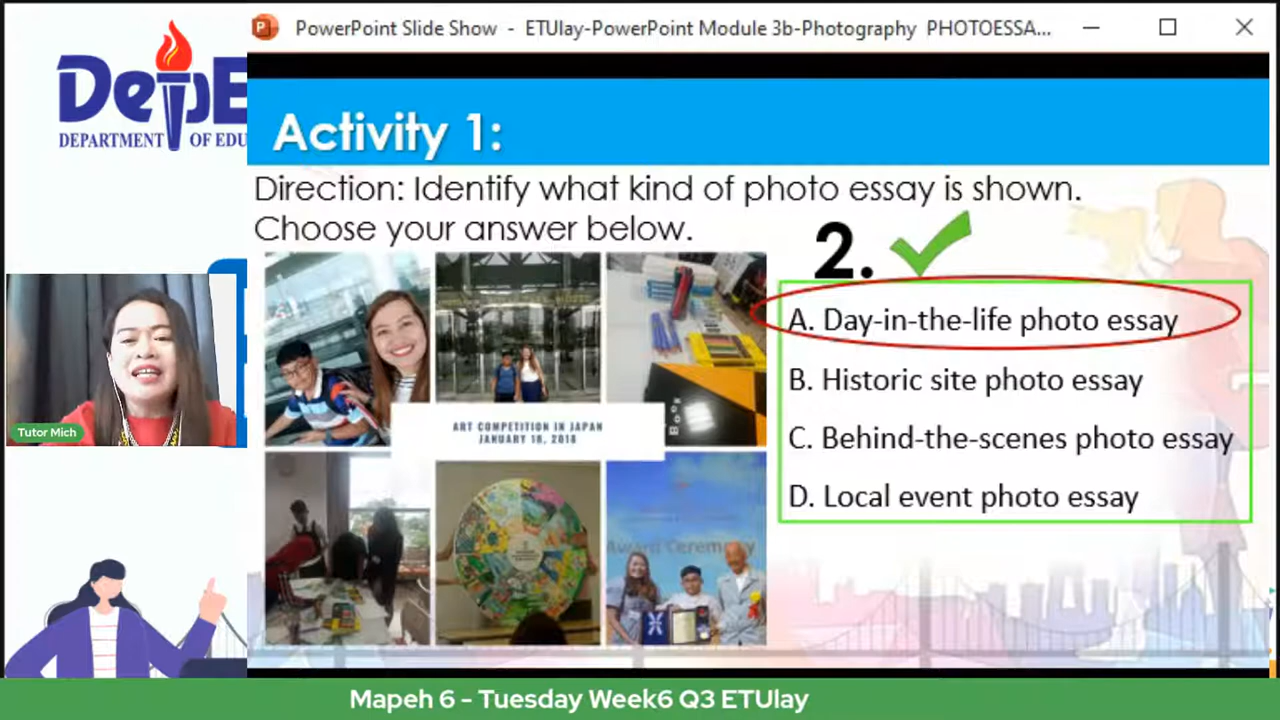 PowerPoint Slide Show - ETUlay-PowerPoint Module 3b-Photography PHOTOESSA...
DepE
DEPARTMENT OF EDU
Activity 1:
Direction: Identify what kind of photo essay is shown.
Choose your answer below.
2.
A. Day-in-the-life photo essay
B. Historic site photo essay
C. Behind-the-scenes photo essay
D. Local event photo essay
Book
ART COMPETITION IN JAPAN
JANUARY 18, 2018
Award Ceremony
Tutor Mich
Mapeh 6 - Tuesday Week6 Q3 ETUlay